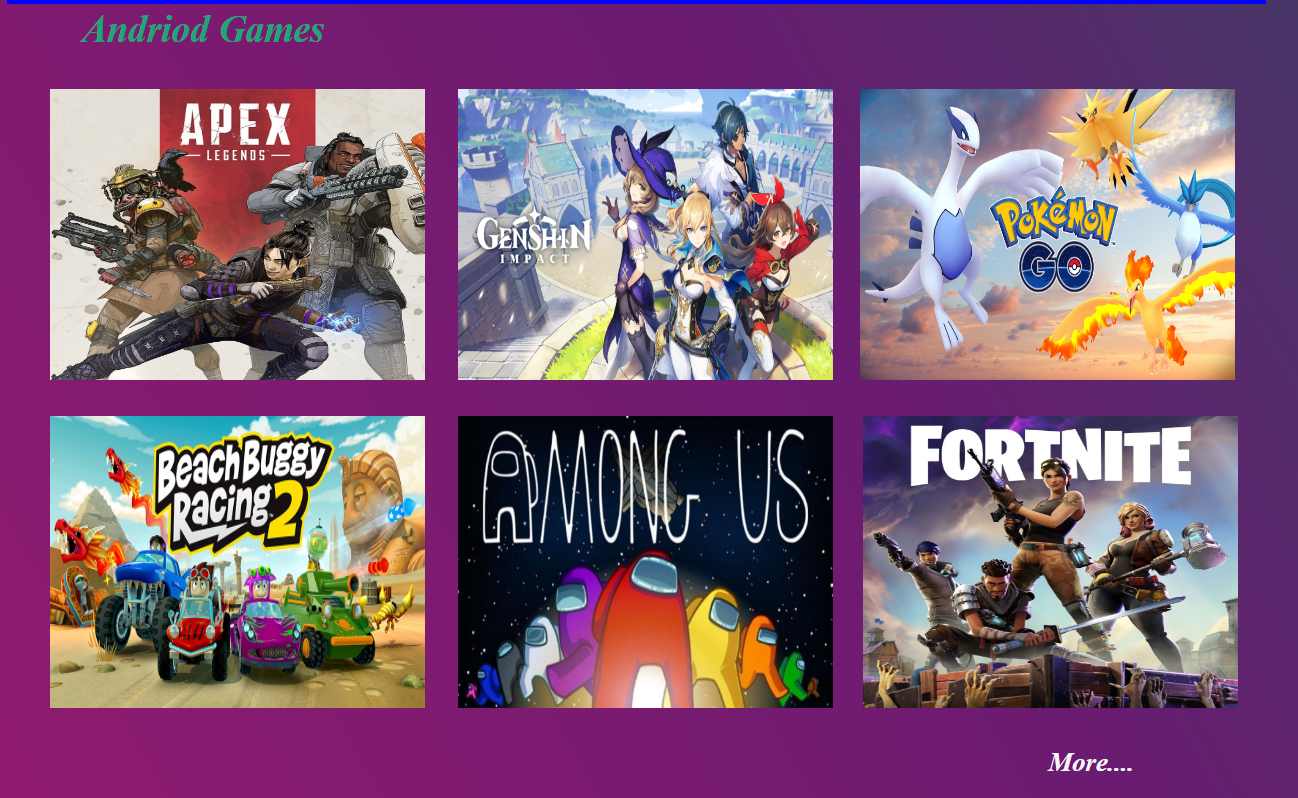 Andriod Games
APEX
LEGENDS
GENSHIN
IMPACT
POKÉMON
GO
Beach Buggy
Racing 2
AMONG US
FORTNITE
More....